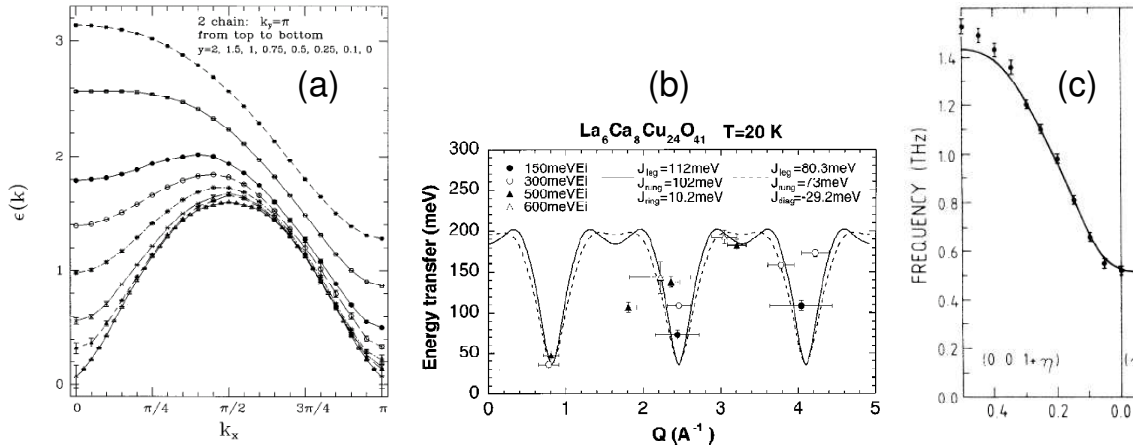 2 chain: ky=π
from top to bottom
y=2, 1.5, 1, 0.75, 0.5, 0.25, 0.1, 0
(a)
3
2
1
0
ϵ(k)
0
π/4
π/2
3π/4
π
kx
(b)
La6Ca8Cu24O41 T=20 K
300
250
200
150
100
50
0
Energy transfer (meV)
150meVEi
300meVEi
500meVEi
600meVEi
Jleg=112meV
Jrung=102meV
Jring=10.2meV
Jleg=80.3meV
Jrung=73meV
Jdiag=-29.2meV
0
1
2
3
4
5
Q (A⁻¹)
(c)
1.4
1.2
1.0
0.8
0.6
0.4
0.2
0
FREQUENCY (THz)
(0 0 1+η)
0.4
0.2
0.0